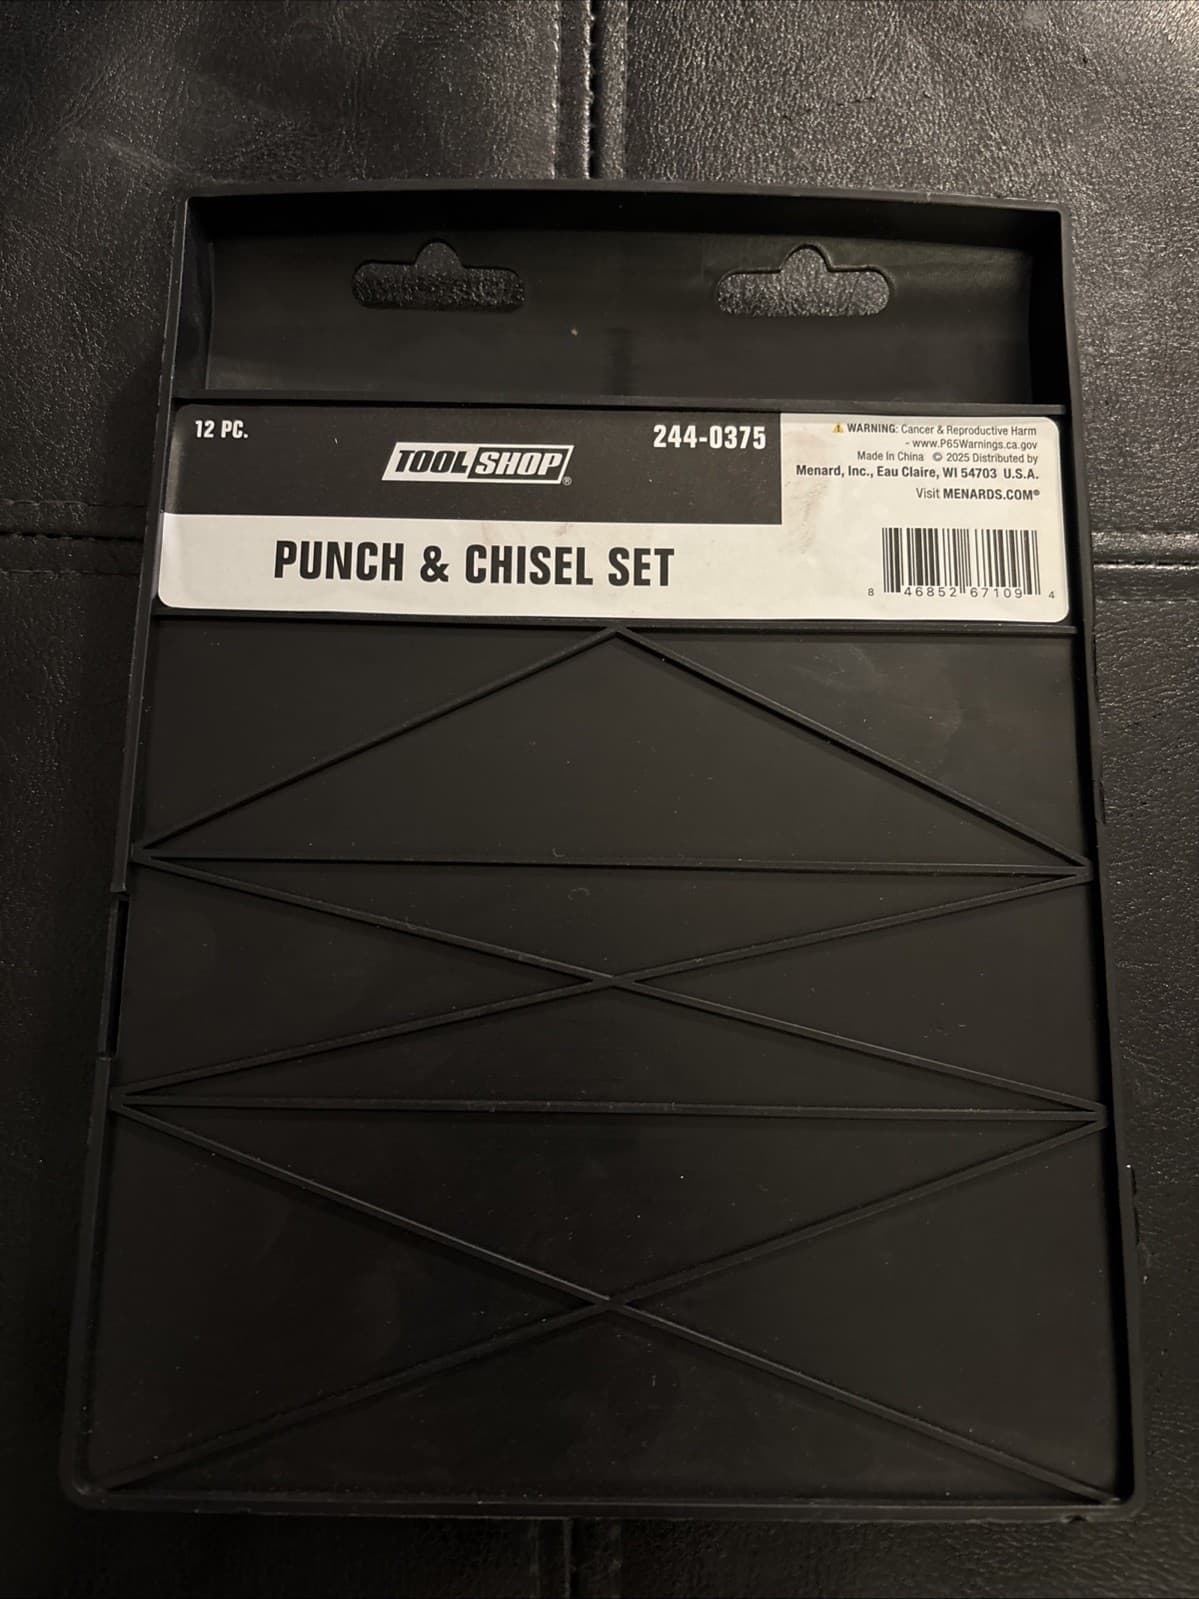 12 PC.
TOOL SHOP®
244-0375
PUNCH & CHISEL SET
⚠ WARNING: Cancer & Reproductive Harm
- www.P65Warnings.ca.gov
Made In China © 2025 Distributed by
Menard, Inc., Eau Claire, WI 54703 U.S.A.
Visit MENARDS.COM®
8 46852 67109 4